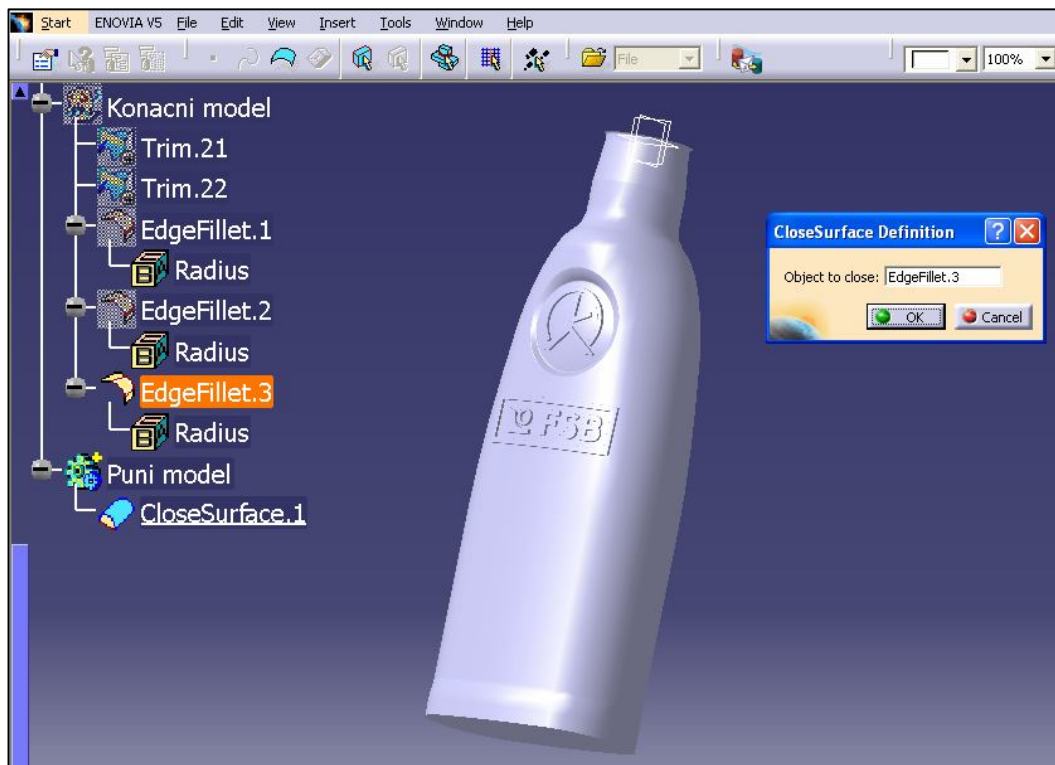 Start ENOVIA V5 File Edit View Insert Tools Window Help
File 100%
Konacni model
Trim.21
Trim.22
EdgeFillet.1
Radius
EdgeFillet.2
Radius
EdgeFillet.3
Radius
Puni model
CloseSurface.1
CloseSurface Definition
Object to close: EdgeFillet.3
OK Cancel
FSB